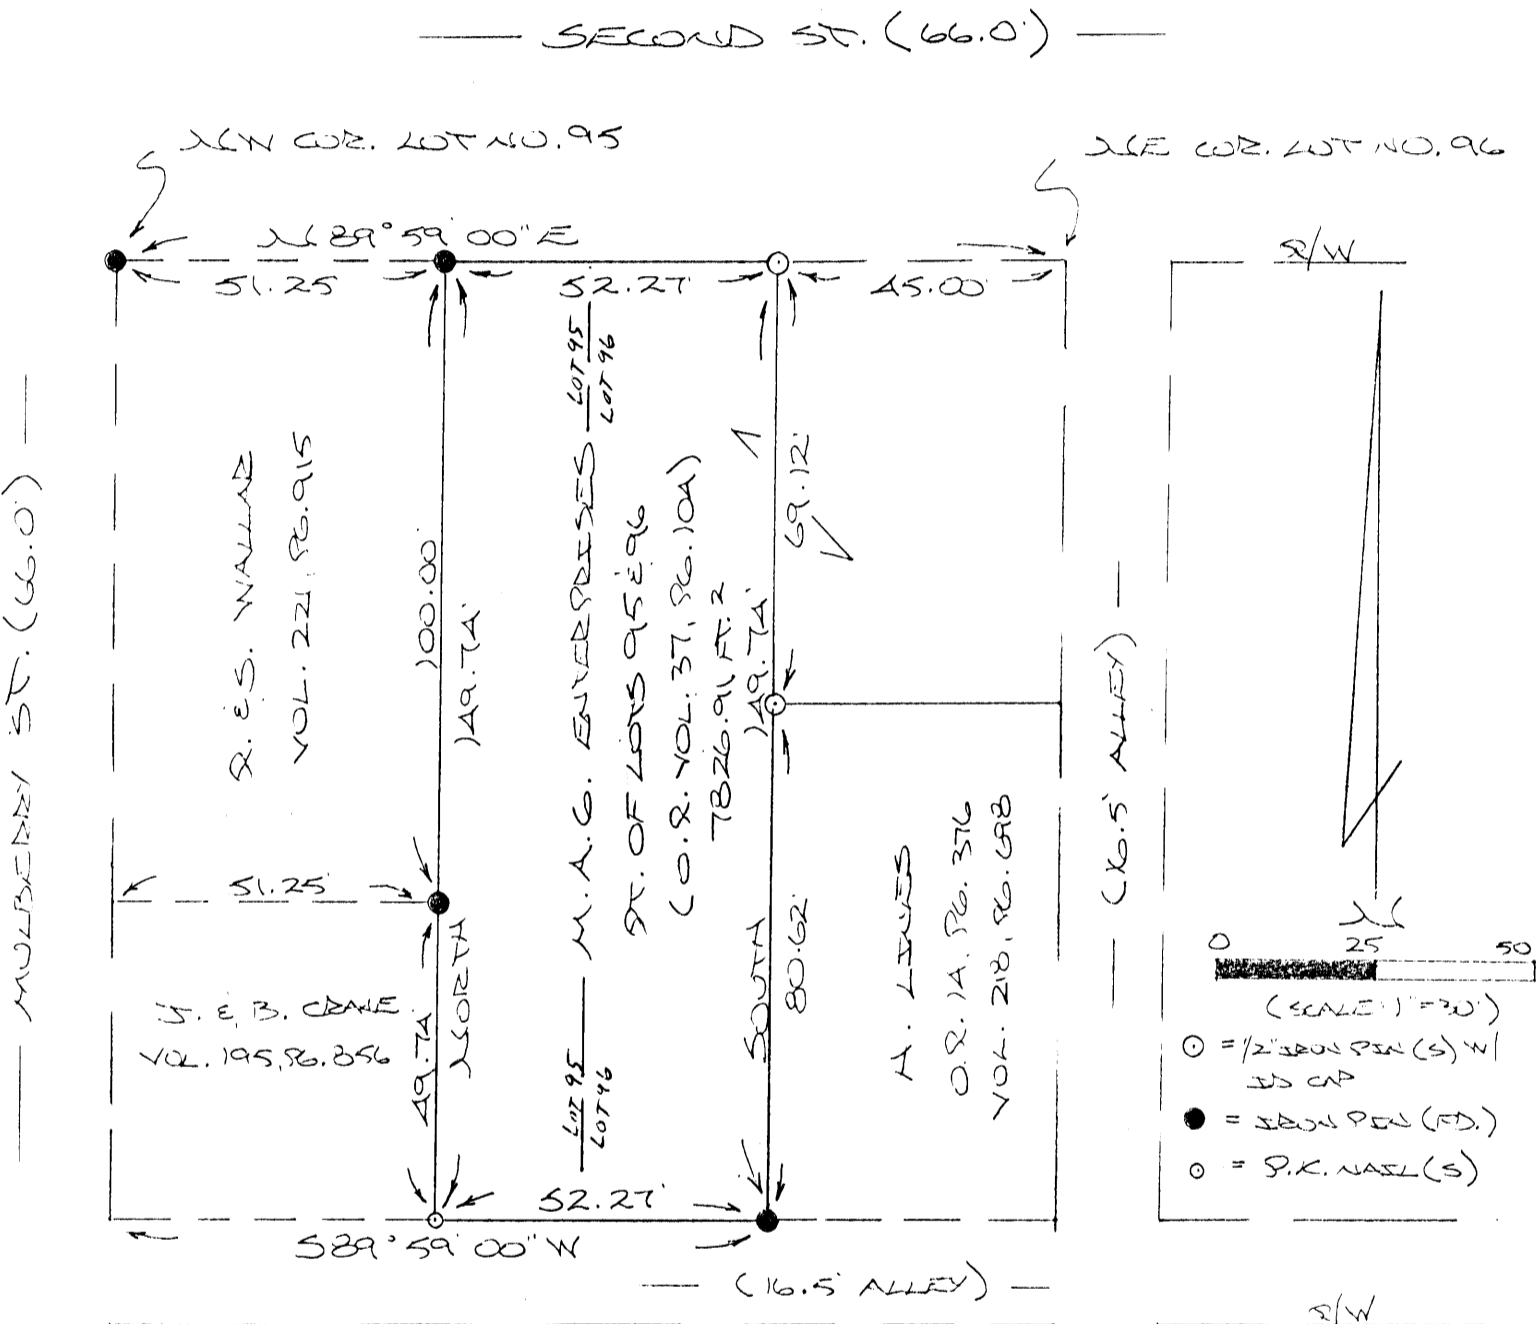 SECOND ST. (66.0')
NW COR. LOT NO. 95
NE COR. LOT NO. 96
N 89° 59' 00" E
R/W
51.25'
52.27'
45.00'
LOT 95
LOT 96
MULBERRY ST. (66.0')
R. & S. WALLAR
VOL. 221, PG. 915
100.00'
149.74'
M. A. G. ENTERPRISES
PT. OF LOTS 95 & 96
(O.R. VOL. 37, PG. 104)
7826.91 FT.2
69.12'
149.74'
(16.5' ALLEY)
51.25'
J. & B. CRANE
VOL. 195, PG. 856
49.74'
NORTH
SOUTH
80.62'
H. LINES
O.R. 14, PG. 376
VOL. 218, PG. 698
LOT 95
LOT 96
N
0 25 50
(SCALE: 1" = 30')
= 1/2" IRON PIN (S) W/
ID CAP
= IRON PIN (FD.)
= P.K. NAIL (S)
52.27'
S 89° 59' 00" W
(16.5' ALLEY)
R/W